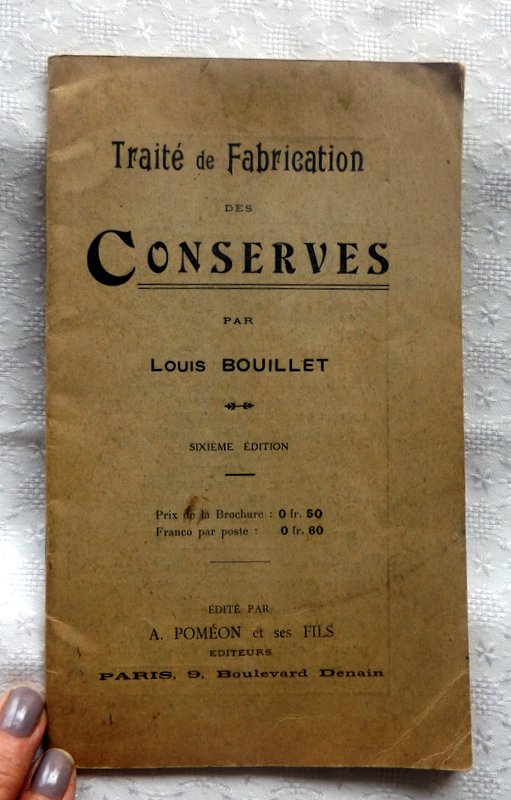 Traité de Fabrication
DES
CONSERVES
PAR
LOUIS BOUILLET
SIXIÈME ÉDITION
Prix de la Brochure : 0 fr. 50
Franco par poste : 0 fr. 60
ÉDITÉ PAR
A. POMÉON et ses FILS
EDITEURS
PARIS, 9, Boulevard Denain